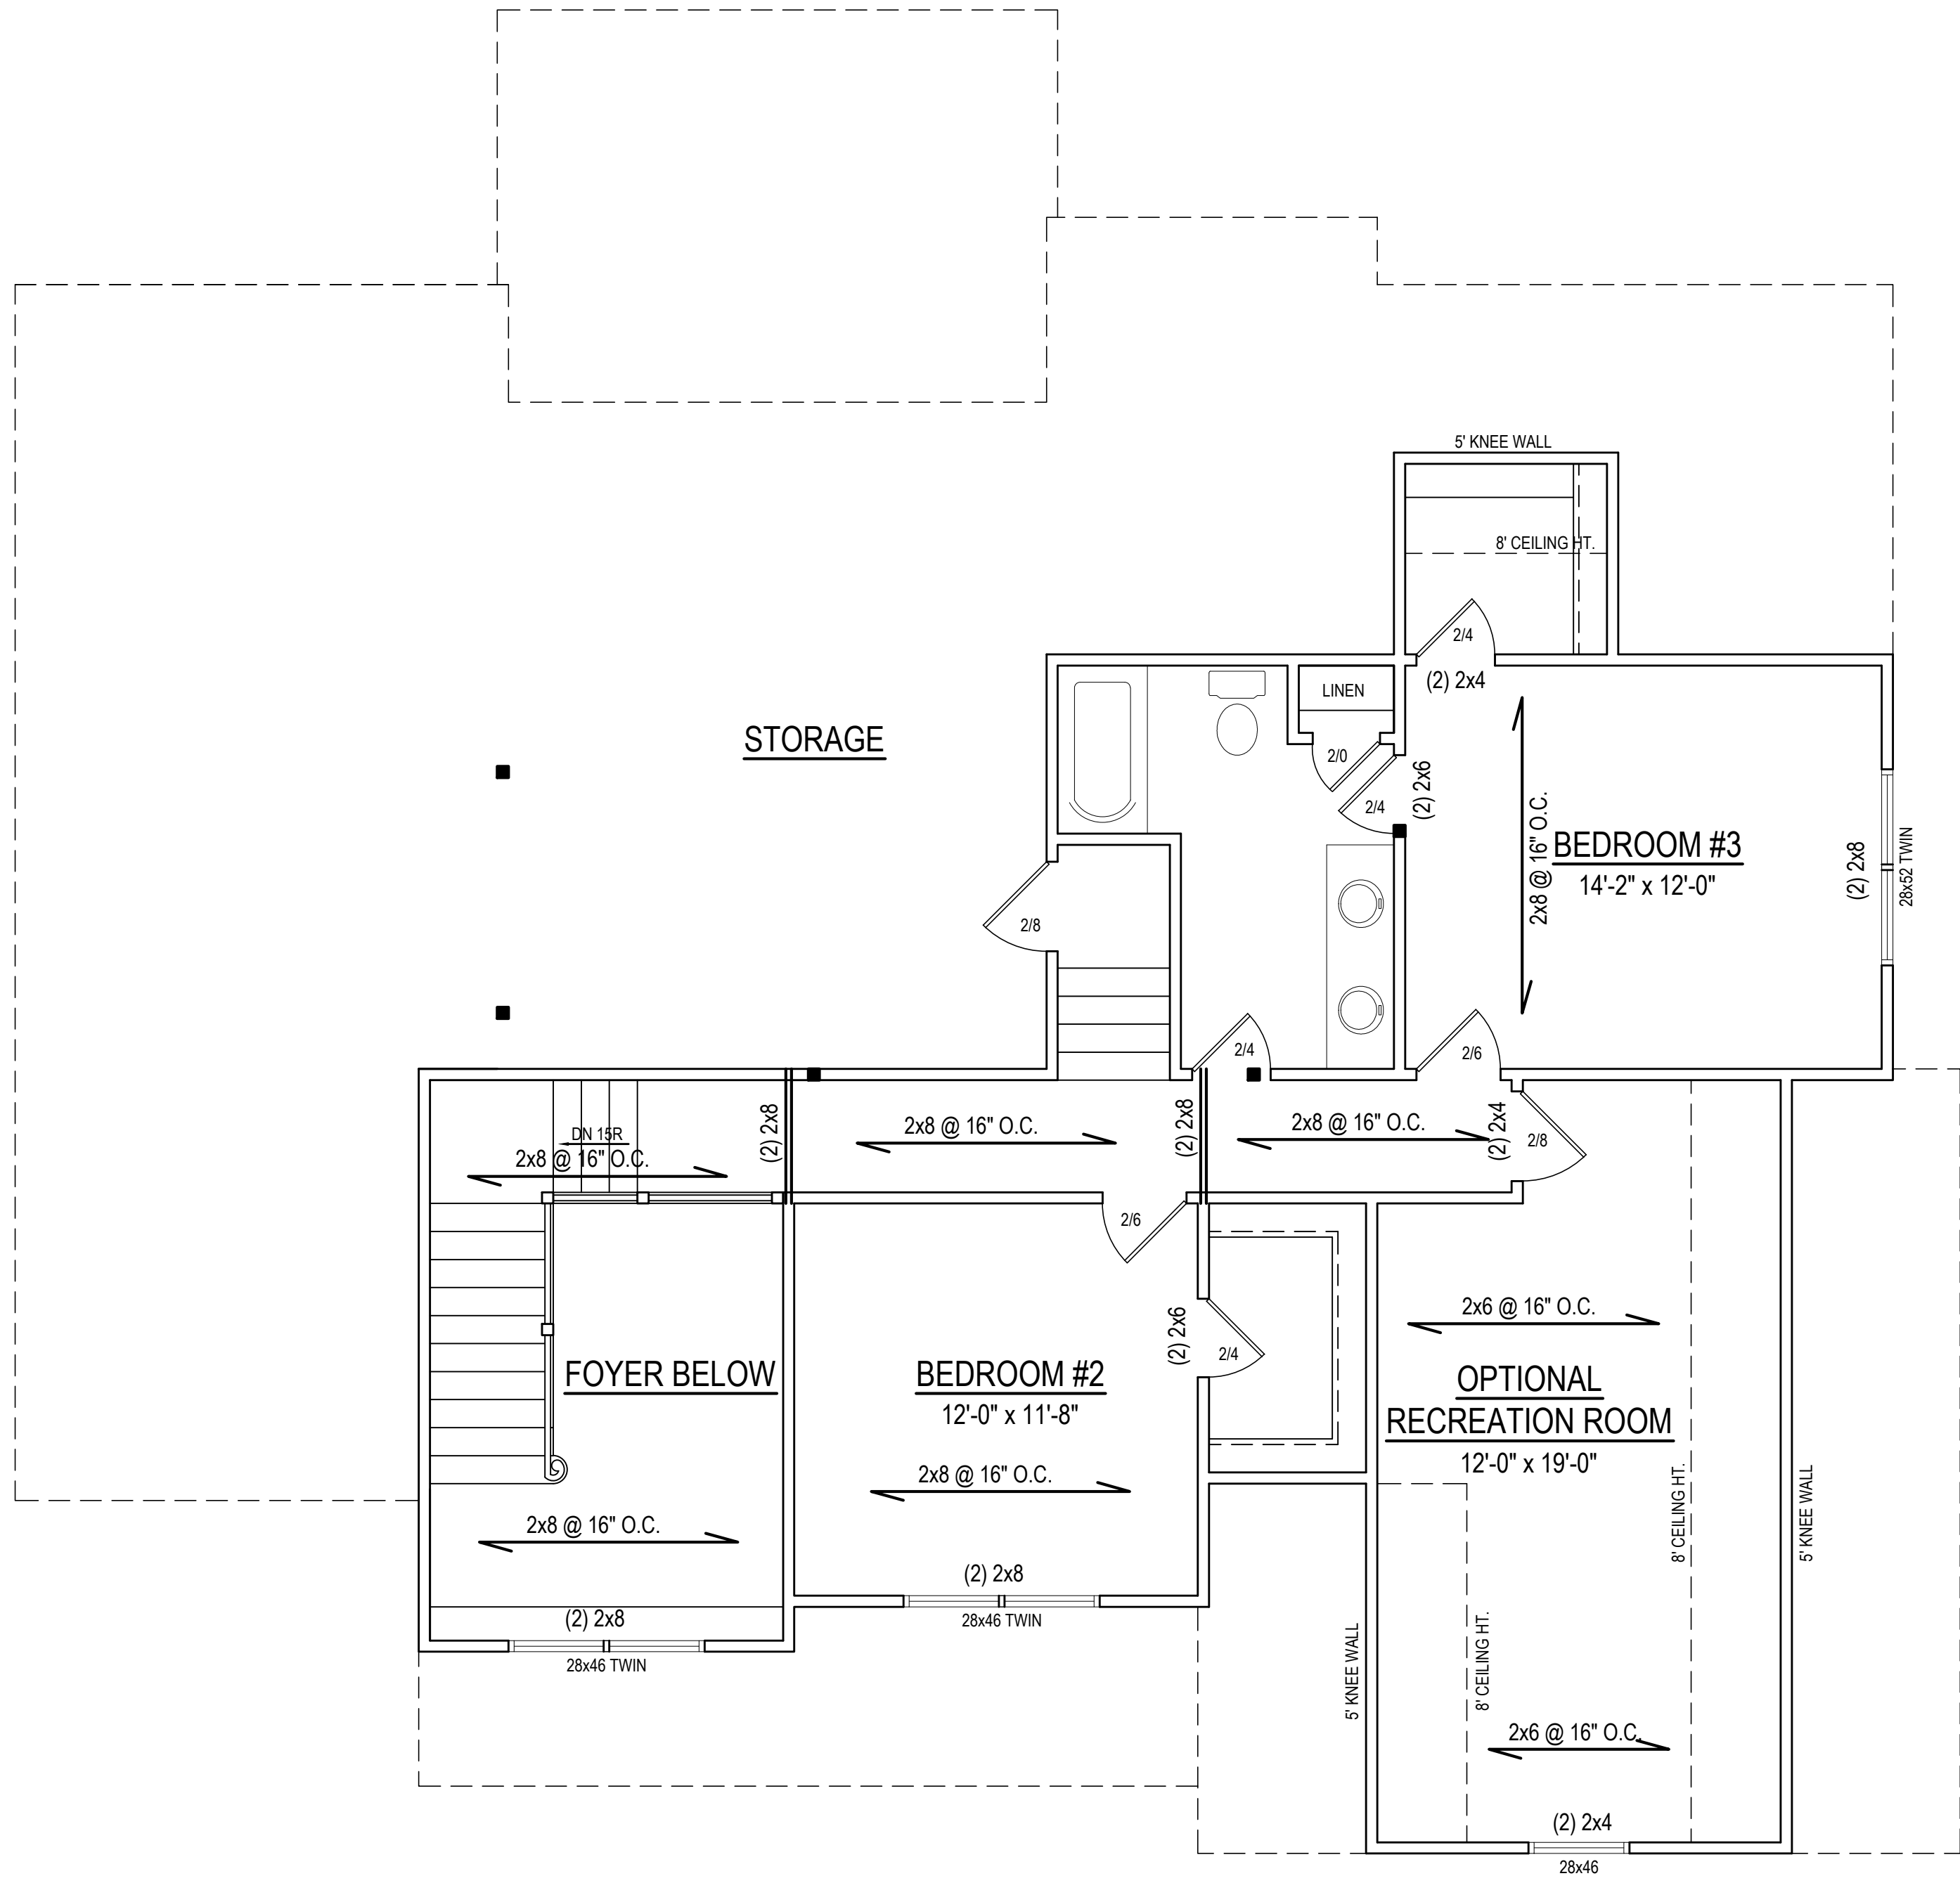 5' KNEE WALL
8' CEILING HT.
2/4
(2) 2x4
LINEN
STORAGE
2/0
2/4
(2) 2x6
2x8 @ 16" O.C.
BEDROOM #3
14'-2" x 12'-0"
(2) 2x8
28x52 TWIN
2/8
2/4
2/6
(2) 2x8
2x8 @ 16" O.C.
(2) 2x8
2x8 @ 16" O.C.
(2) 2x4
2/8
DN 15R
2x8 @ 16" O.C.
2/6
2x6 @ 16" O.C.
(2) 2x6
2/4
FOYER BELOW
BEDROOM #2
12'-0" x 11'-8"
OPTIONAL
RECREATION ROOM
12'-0" x 19'-0"
2x8 @ 16" O.C.
8' CEILING HT.
5' KNEE WALL
2x8 @ 16" O.C.
(2) 2x8
28x46 TWIN
(2) 2x8
28x46 TWIN
5' KNEE WALL
8' CEILING HT.
2x6 @ 16" O.C.
(2) 2x4
28x46